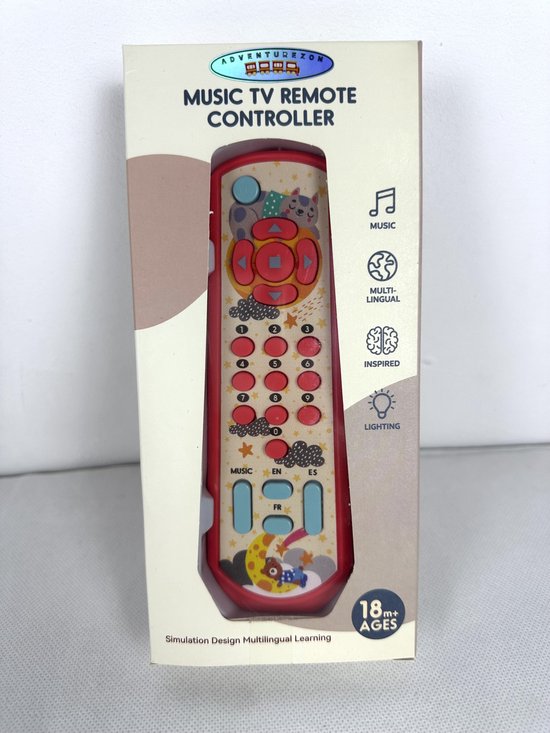 ADVENTUREZON
MUSIC TV REMOTE
CONTROLLER
MUSIC
MULTI-
LINGUAL
INSPIRED
LIGHTING
1 2 3
4 5 6
7 8 9
0
MUSIC EN ES
FR
18m+
AGES
Simulation Design Multilingual Learning